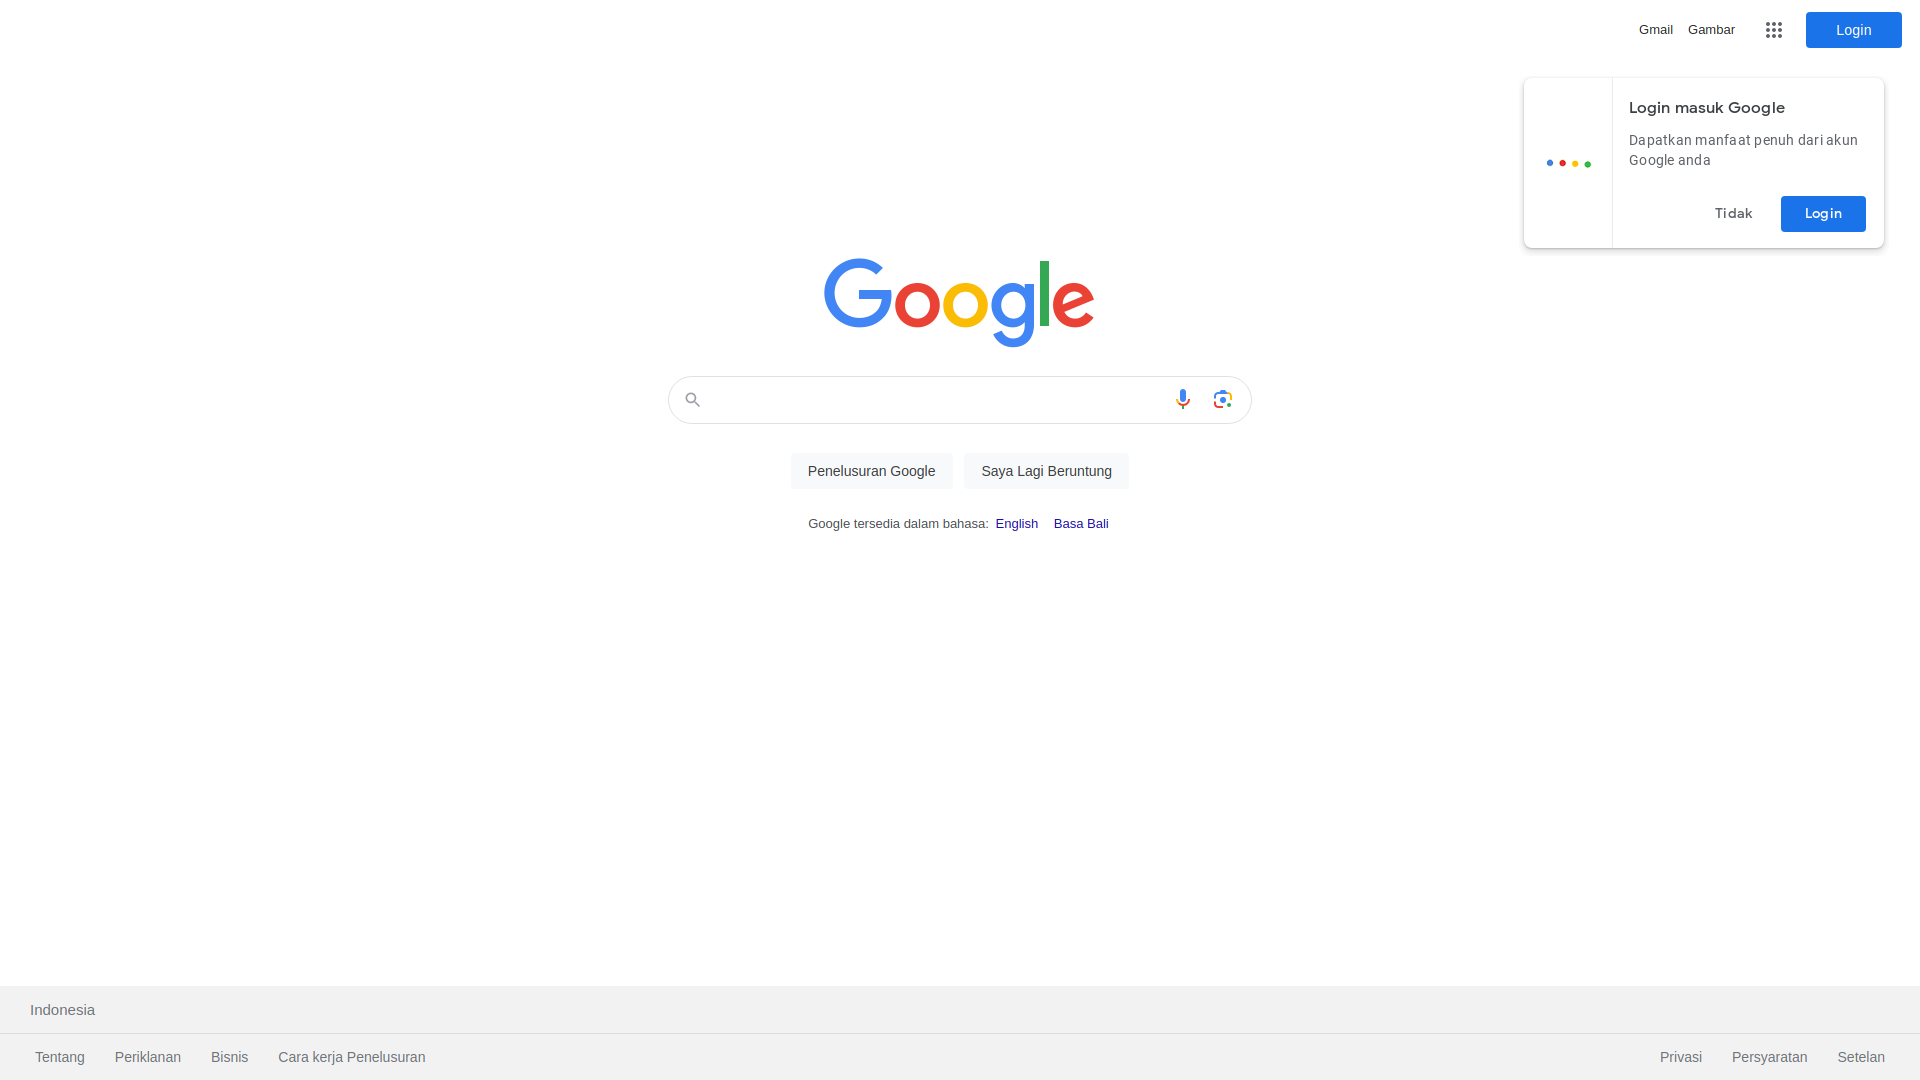 Gmail Gambar Login
Login masuk Google
Dapatkan manfaat penuh dari akun
Google anda
Tidak Login
Google
Penelusuran Google Saya Lagi Beruntung
Google tersedia dalam bahasa: English Basa Bali
Indonesia
Tentang Periklanan Bisnis Cara kerja Penelusuran Privasi Persyaratan Setelan